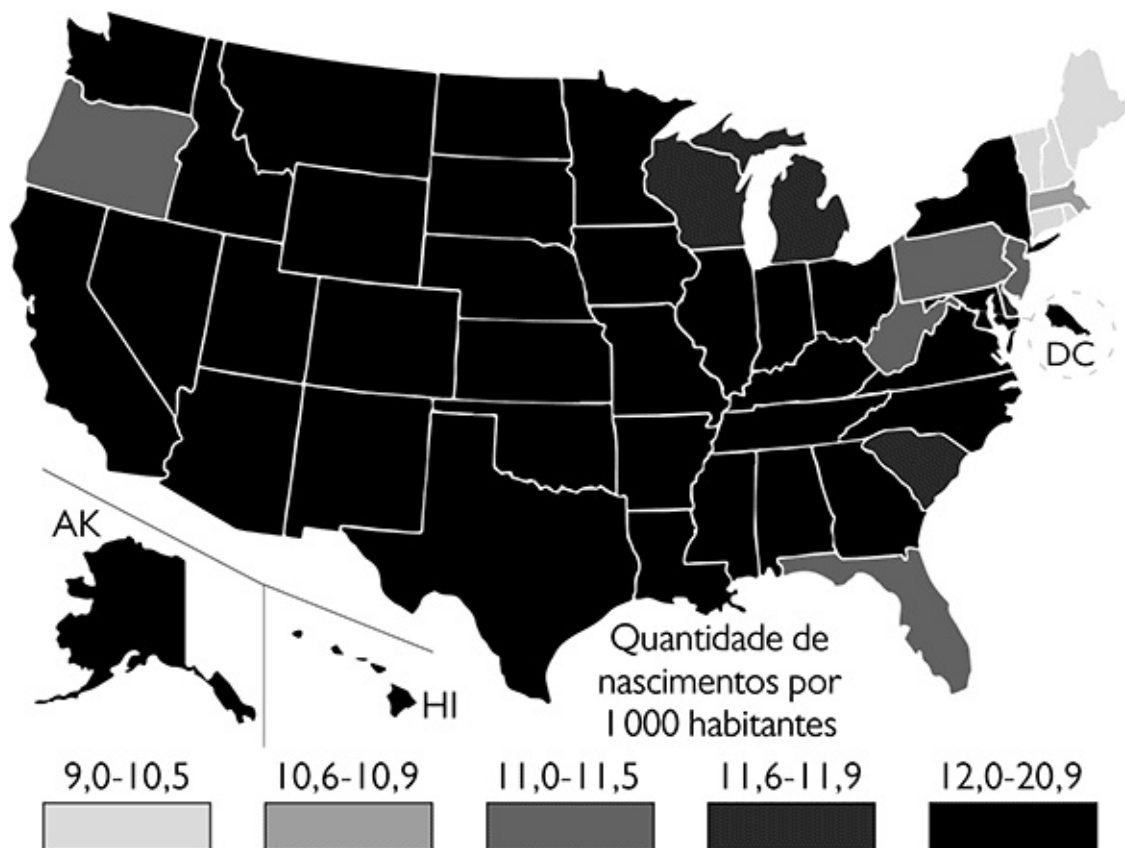 DC
AK
HI
Quantidade de
nascimentos por
1 000 habitantes
9,0-10,5 10,6-10,9 11,0-11,5 11,6-11,9 12,0-20,9